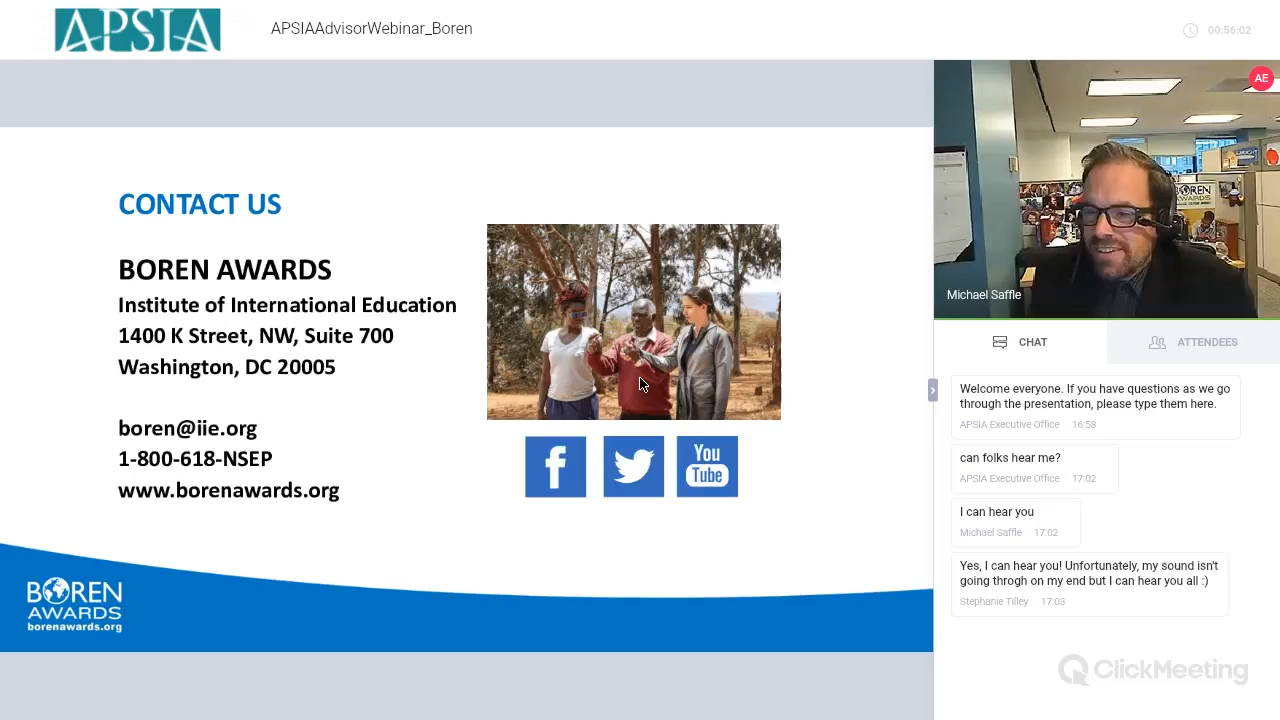 APSIA
APSIAAdvisorWebinar_Boren
00:56:02
CONTACT US
BOREN AWARDS
Institute of International Education
1400 K Street, NW, Suite 700
Washington, DC 20005
boren@iie.org
1-800-618-NSEP
www.borenawards.org
f
You
Tube
BOREN
AWARDS
borenawards.org
AE
BOREN
AWARDS
Michael Saffle
CHAT
ATTENDEES
Welcome everyone. If you have questions as we go
through the presentation, please type them here.
APSIA Executive Office 16:58
can folks hear me?
APSIA Executive Office 17:02
I can hear you
Michael Saffle 17:02
Yes, I can hear you! Unfortunately, my sound isn't
going throgh on my end but I can hear you all :)
Stephanie Tilley 17:03
ClickMeeting